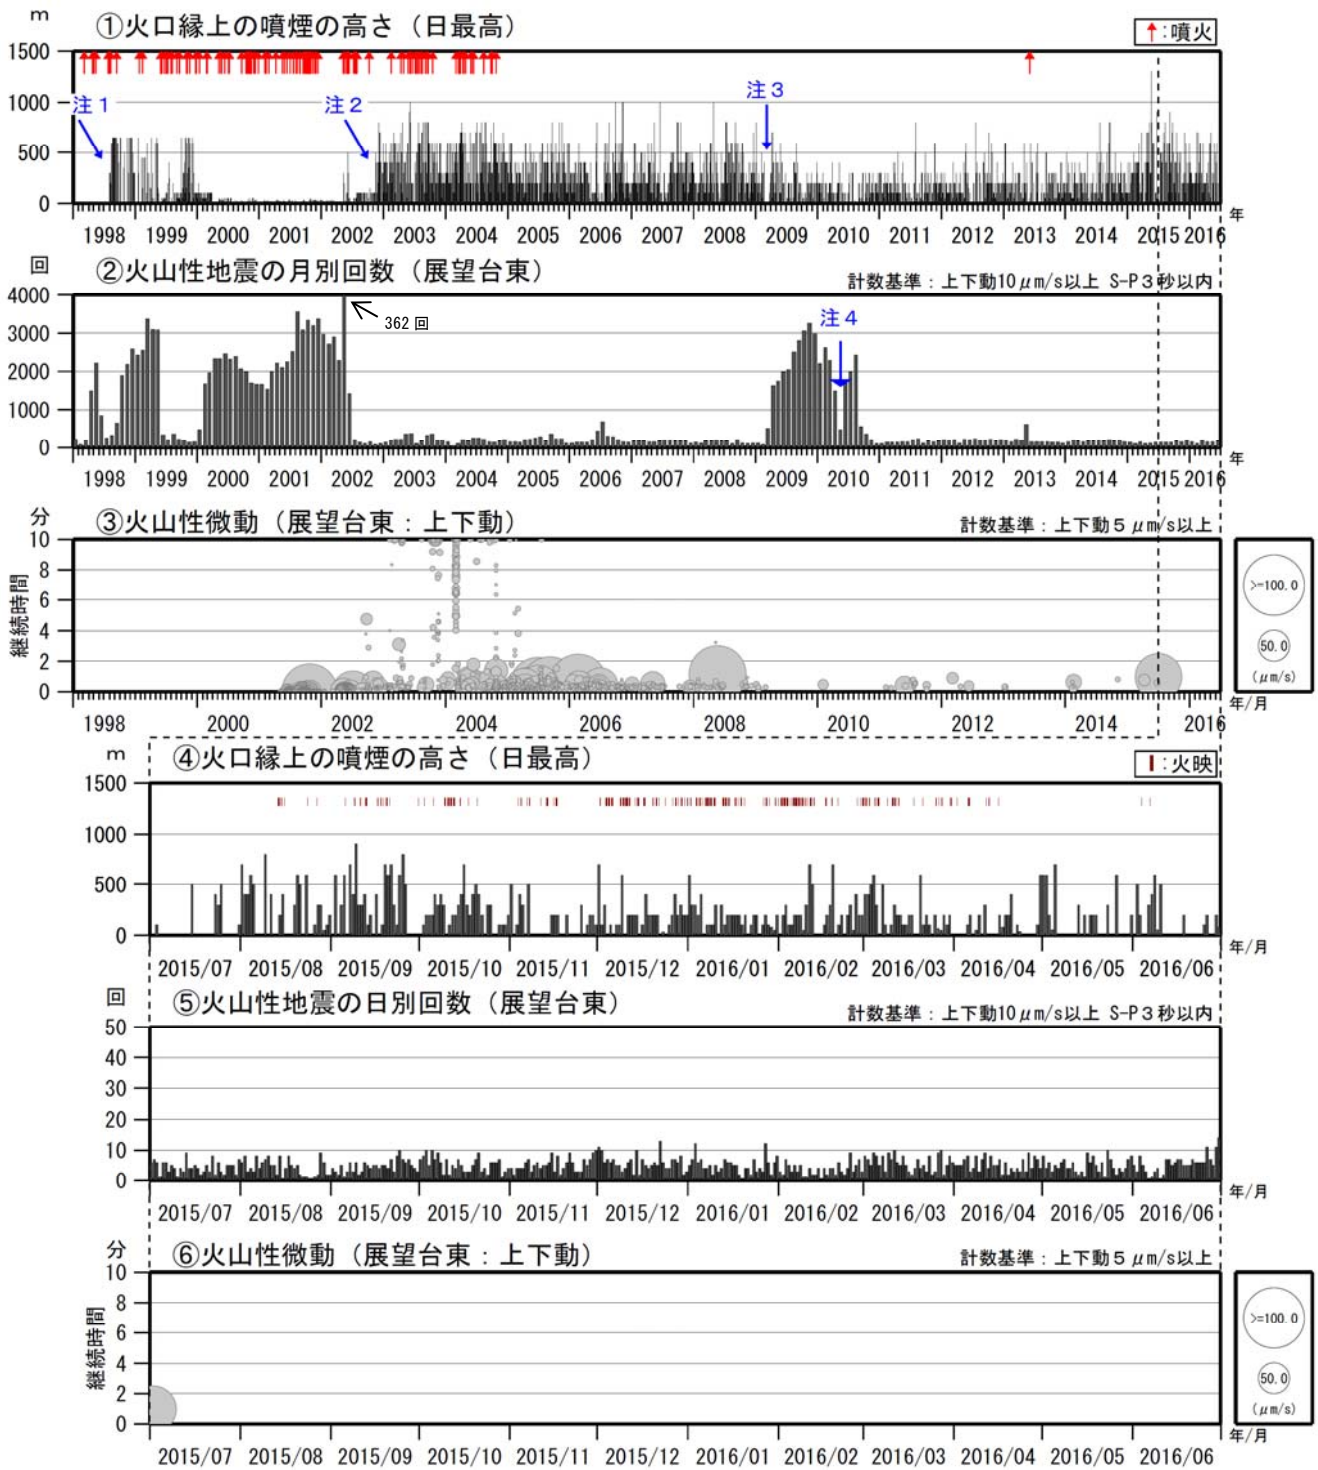 m ①火口縁上の噴煙の高さ（日最高） ↑:噴火
1500
1000
500
0
注1 注2 注3
年
1998 1999 2000 2001 2002 2003 2004 2005 2006 2007 2008 2009 2010 2011 2012 2013 2014 2015 2016
回 ②火山性地震の月別回数（展望台東） 計数基準：上下動10μm/s以上 S-P3秒以内
4000
3000
2000
1000
0
362 回
注4
年
1998 1999 2000 2001 2002 2003 2004 2005 2006 2007 2008 2009 2010 2011 2012 2013 2014 2015 2016
分 ③火山性微動（展望台東：上下動） 計数基準：上下動5μm/s以上
継続時間
10
8
6
4
2
0
>=100.0
50.0
(μm/s)
年/月
1998 2000 2002 2004 2006 2008 2010 2012 2014 2016
m ④火口縁上の噴煙の高さ（日最高） ┃:火映
1500
1000
500
0
年/月
2015/07 2015/08 2015/09 2015/10 2015/11 2015/12 2016/01 2016/02 2016/03 2016/04 2016/05 2016/06
回 ⑤火山性地震の日別回数（展望台東） 計数基準：上下動10μm/s以上 S-P3秒以内
50
40
30
20
10
0
年/月
2015/07 2015/08 2015/09 2015/10 2015/11 2015/12 2016/01 2016/02 2016/03 2016/04 2016/05 2016/06
分 ⑥火山性微動（展望台東：上下動） 計数基準：上下動5μm/s以上
継続時間
10
8
6
4
2
0
>=100.0
50.0
(μm/s)
年/月
2015/07 2015/08 2015/09 2015/10 2015/11 2015/12 2016/01 2016/02 2016/03 2016/04 2016/05 2016/06